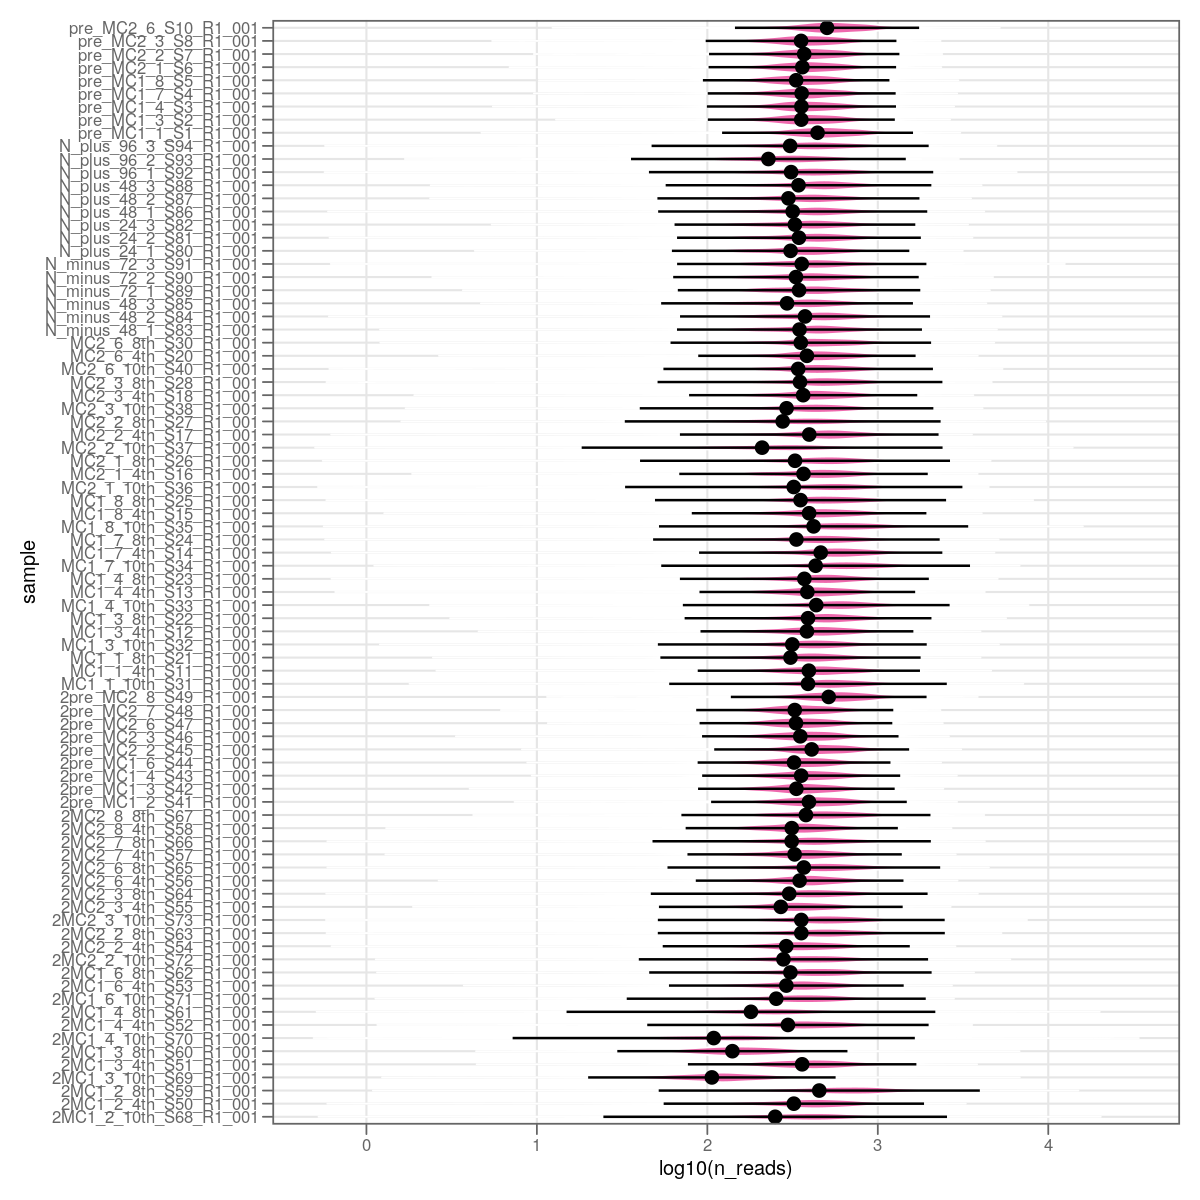 pre_MC2_6_S10_R1_001
pre_MC2_3_S8_R1_001
pre_MC2_2_S7_R1_001
pre_MC2_1_S6_R1_001
pre_MC1_8_S5_R1_001
pre_MC1_7_S4_R1_001
pre_MC1_4_S3_R1_001
pre_MC1_3_S2_R1_001
pre_MC1_1_S1_R1_001
N_plus_96_3_S94_R1_001
N_plus_96_2_S93_R1_001
N_plus_96_1_S92_R1_001
N_plus_48_3_S88_R1_001
N_plus_48_2_S87_R1_001
N_plus_48_1_S86_R1_001
N_plus_24_3_S82_R1_001
N_plus_24_2_S81_R1_001
N_plus_24_1_S80_R1_001
N_minus_72_3_S91_R1_001
N_minus_72_2_S90_R1_001
N_minus_72_1_S89_R1_001
N_minus_48_3_S85_R1_001
N_minus_48_2_S84_R1_001
N_minus_48_1_S83_R1_001
MC2_6_8th_S30_R1_001
MC2_6_4th_S20_R1_001
MC2_6_10th_S40_R1_001
MC2_3_8th_S28_R1_001
MC2_3_4th_S18_R1_001
MC2_3_10th_S38_R1_001
MC2_2_8th_S27_R1_001
MC2_2_4th_S17_R1_001
MC2_2_10th_S37_R1_001
MC2_1_8th_S26_R1_001
MC2_1_4th_S16_R1_001
MC2_1_10th_S36_R1_001
MC1_8_8th_S25_R1_001
MC1_8_4th_S15_R1_001
MC1_8_10th_S35_R1_001
MC1_7_8th_S24_R1_001
MC1_7_4th_S14_R1_001
MC1_7_10th_S34_R1_001
MC1_4_8th_S23_R1_001
MC1_4_4th_S13_R1_001
MC1_4_10th_S33_R1_001
MC1_3_8th_S22_R1_001
MC1_3_4th_S12_R1_001
MC1_3_10th_S32_R1_001
MC1_1_8th_S21_R1_001
MC1_1_4th_S11_R1_001
MC1_1_10th_S31_R1_001
2pre_MC2_8_S49_R1_001
2pre_MC2_7_S48_R1_001
2pre_MC2_6_S47_R1_001
2pre_MC2_3_S46_R1_001
2pre_MC2_2_S45_R1_001
2pre_MC1_6_S44_R1_001
2pre_MC1_4_S43_R1_001
2pre_MC1_3_S42_R1_001
2pre_MC1_2_S41_R1_001
2MC2_8_8th_S67_R1_001
2MC2_8_4th_S58_R1_001
2MC2_7_8th_S66_R1_001
2MC2_7_4th_S57_R1_001
2MC2_6_8th_S65_R1_001
2MC2_6_4th_S56_R1_001
2MC2_3_8th_S64_R1_001
2MC2_3_4th_S55_R1_001
2MC2_3_10th_S73_R1_001
2MC2_2_8th_S63_R1_001
2MC2_2_4th_S54_R1_001
2MC2_2_10th_S72_R1_001
2MC1_6_8th_S62_R1_001
2MC1_6_4th_S53_R1_001
2MC1_6_10th_S71_R1_001
2MC1_4_8th_S61_R1_001
2MC1_4_4th_S52_R1_001
2MC1_4_10th_S70_R1_001
2MC1_3_8th_S60_R1_001
2MC1_3_4th_S51_R1_001
2MC1_3_10th_S69_R1_001
2MC1_2_8th_S59_R1_001
2MC1_2_4th_S50_R1_001
2MC1_2_10th_S68_R1_001
sample
0 1 2 3 4
log10(n_reads)